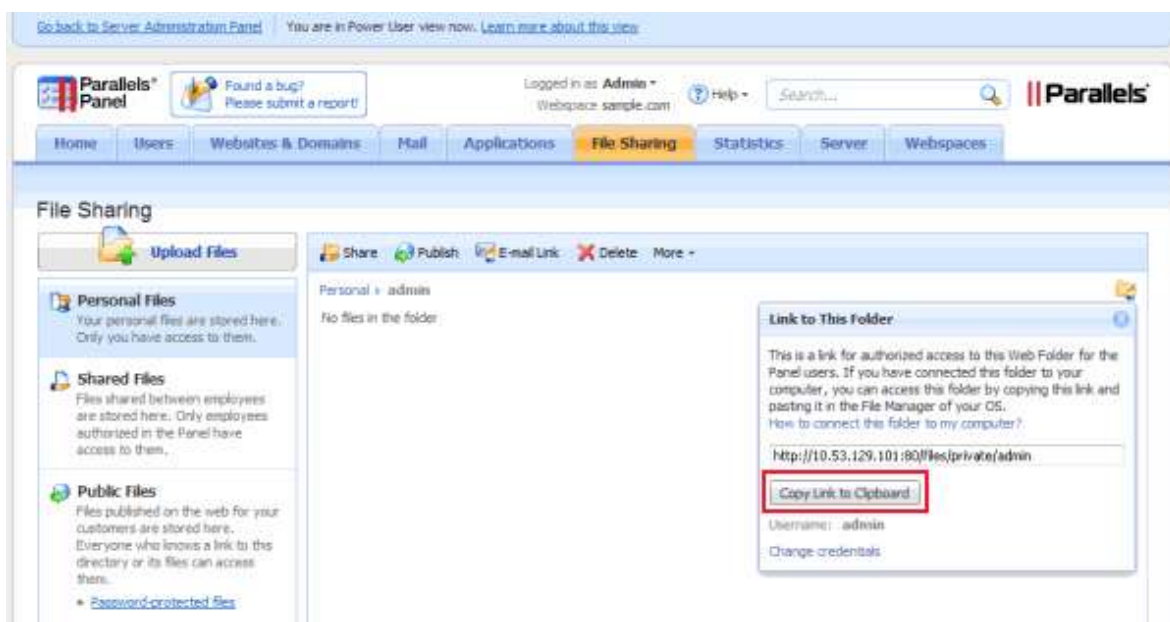 Go back to Server Administration Panel You are in Power User view now. Learn more about this view
Parallels® Panel
Found a bug?
Please submit a report!
Logged in as Admin
Webspace sample.com
Help
Search...
Parallels®
Home Users Websites & Domains Mail Applications File Sharing Statistics Server Webspaces
File Sharing
Upload Files
Share Publish E-mail Link Delete More
Personal Files
Your personal files are stored here.
Only you have access to them.
Shared Files
Files shared between employees
are stored here. Only employees
authorized in the Panel have
access to them.
Public Files
Files published on the web for your
customers are stored here.
Everyone who knows a link to this
directory or its files can access
them.
Password-protected files
Personal › admin
No files in the folder
Link to This Folder
This is a link for authorized access to this Web Folder for the
Panel users. If you have connected this folder to your
computer, you can access this folder by copying this link and
pasting it in the File Manager of your OS.
How to connect this folder to my computer?
http://10.53.129.101:80/files/private/admin
Copy Link to Clipboard
Username: admin
Change credentials